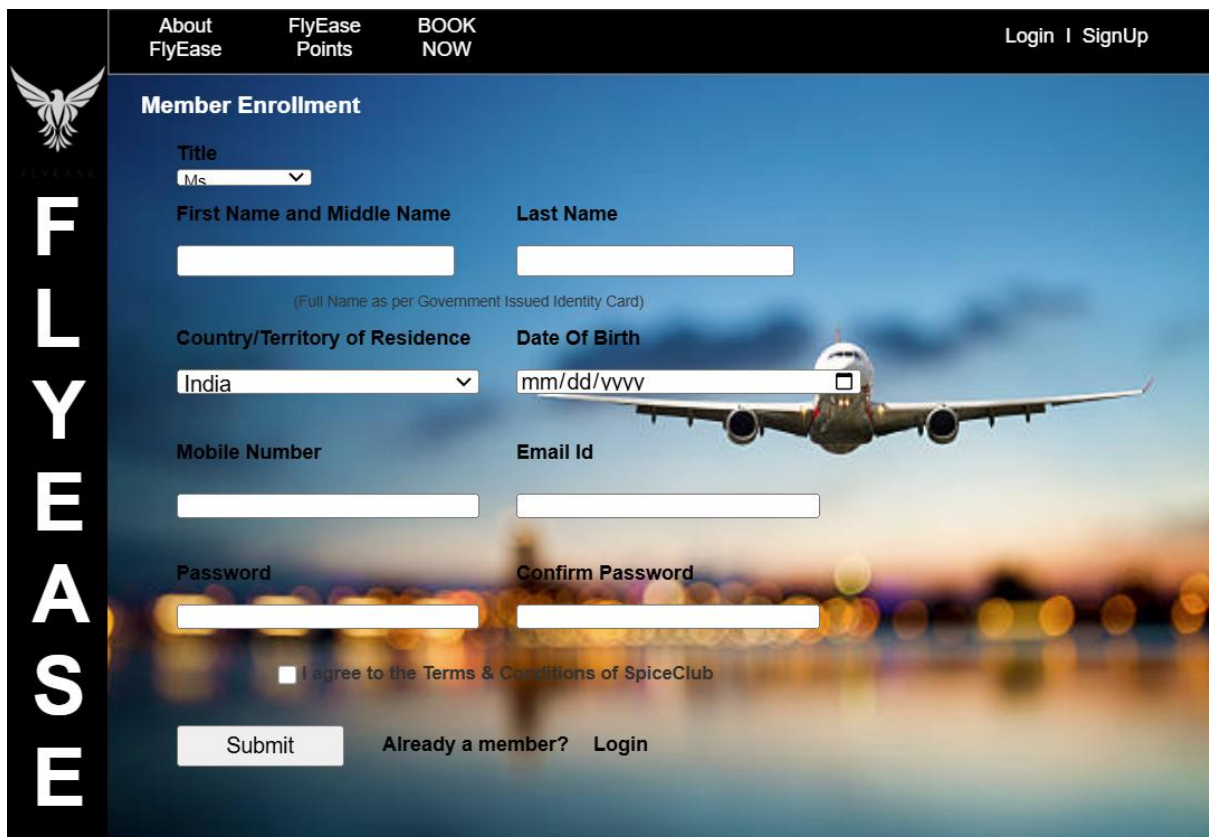 About FlyEase
FlyEase Points
BOOK NOW
Login | SignUp
FLYEASE
F
L
Y
E
A
S
E
Member Enrollment
Title
Ms
First Name and Middle Name
Last Name
(Full Name as per Government Issued Identity Card)
Country/Territory of Residence
Date Of Birth
India
mm/dd/yyyy
Mobile Number
Email Id
Password
Confirm Password
I agree to the Terms & Conditions of SpiceClub
Submit
Already a member? Login